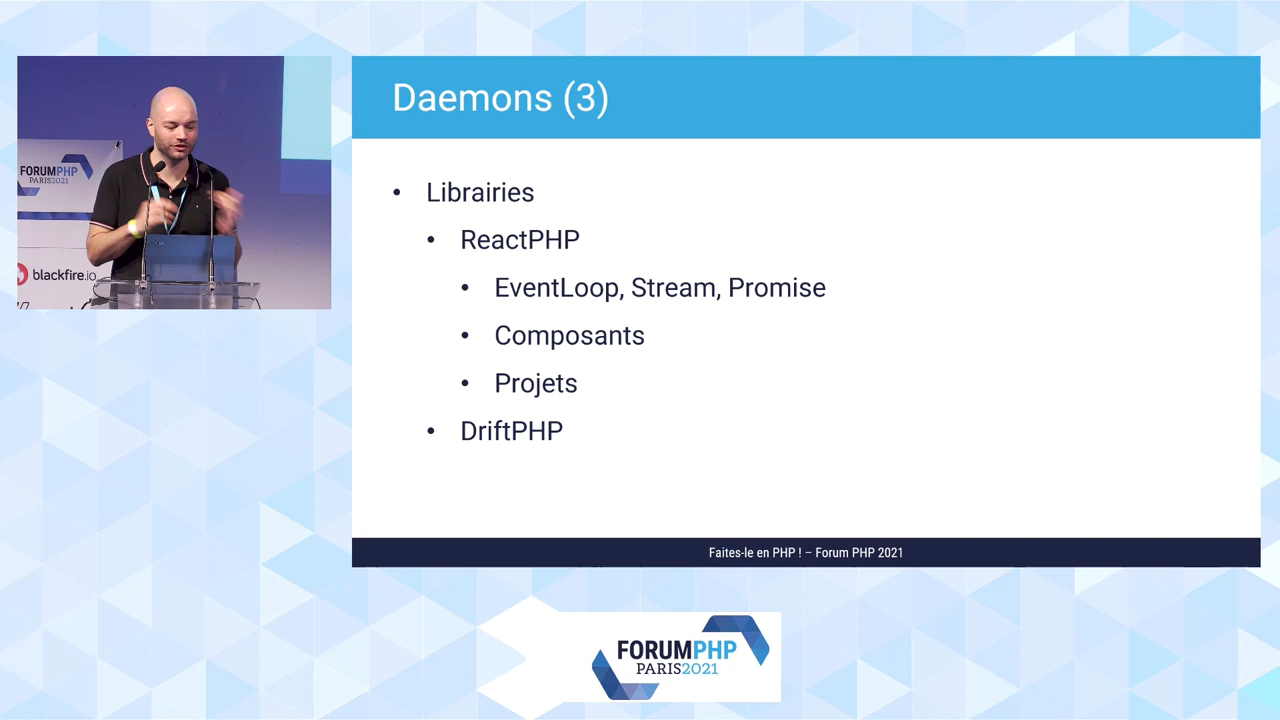 FORUMPHP
PARIS2021
blackfire.io
Daemons (3)
• Librairies
• ReactPHP
• EventLoop, Stream, Promise
• Composants
• Projets
• DriftPHP
Faites-le en PHP ! – Forum PHP 2021
FORUMPHP
PARIS2021